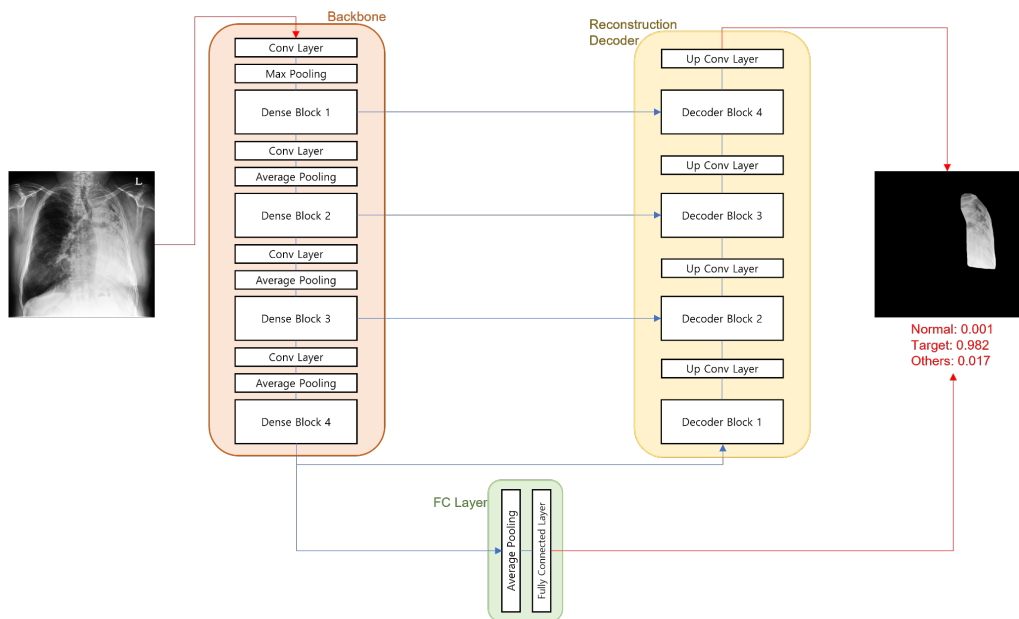 Backbone
Conv Layer
Max Pooling
Dense Block 1
Conv Layer
Average Pooling
Dense Block 2
Conv Layer
Average Pooling
Dense Block 3
Conv Layer
Average Pooling
Dense Block 4
Reconstruction
Decoder
Up Conv Layer
Decoder Block 4
Up Conv Layer
Decoder Block 3
Up Conv Layer
Decoder Block 2
Up Conv Layer
Decoder Block 1
L
Normal: 0.001
Target: 0.982
Others: 0.017
FC Layer
Average Pooling
Fully Connected Layer